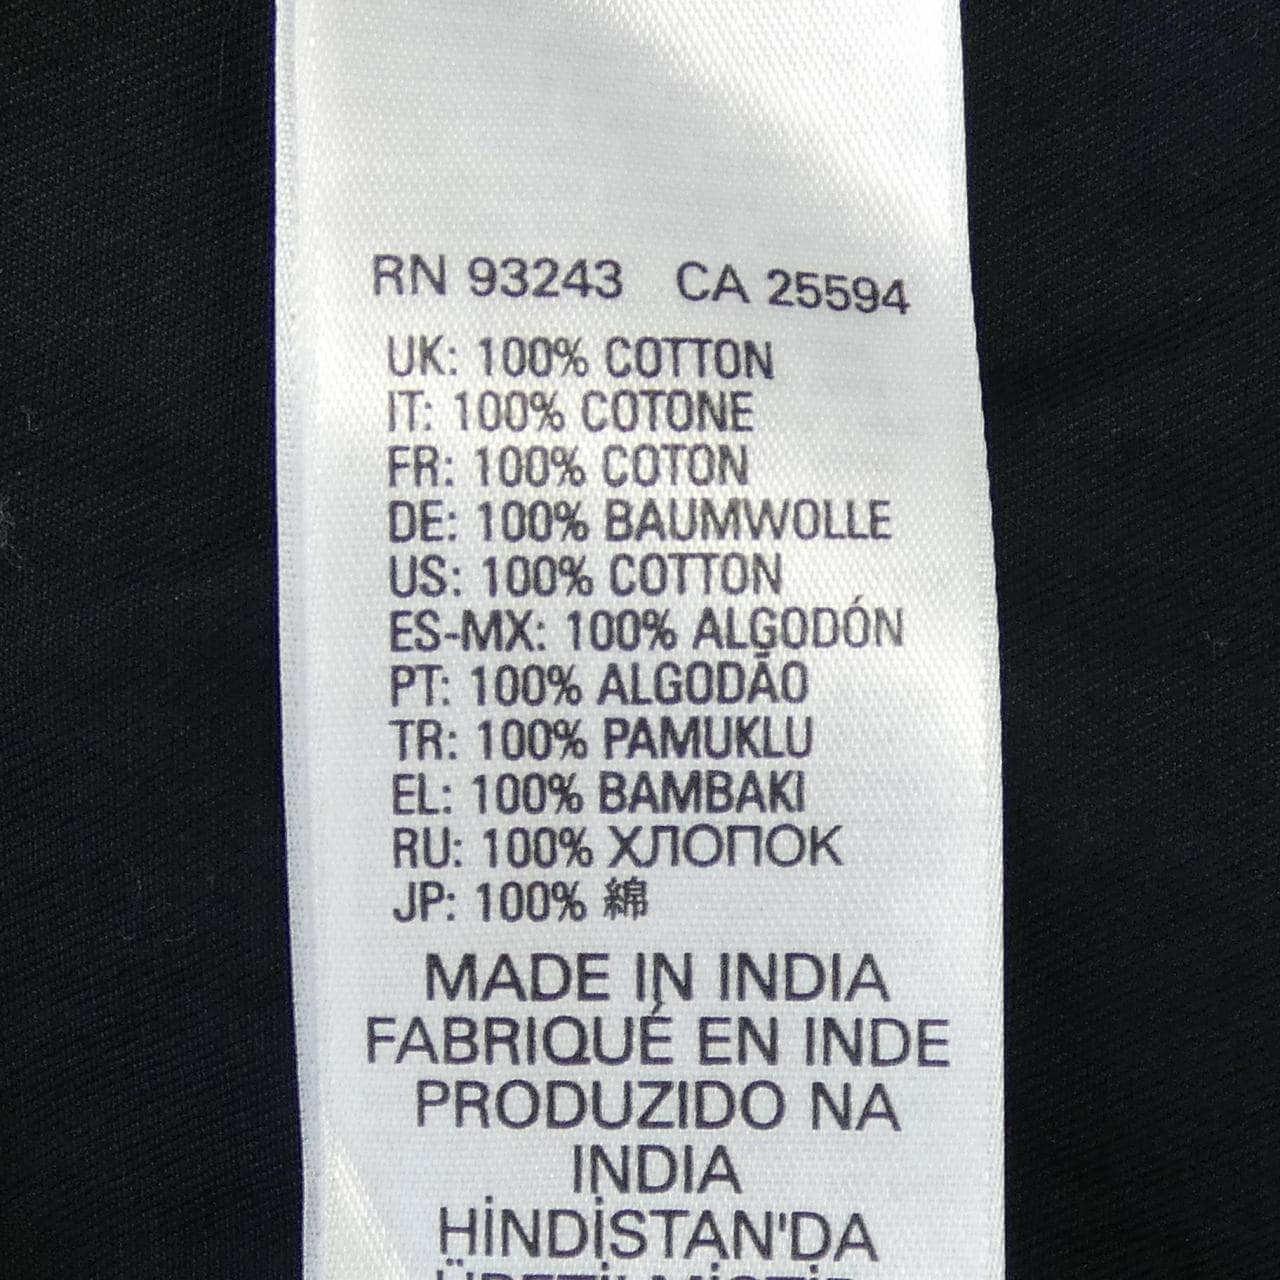 RN 93243 CA 25594
UK: 100% COTTON
IT: 100% COTONE
FR: 100% COTON
DE: 100% BAUMWOLLE
US: 100% COTTON
ES-MX: 100% ALGODÓN
PT: 100% ALGODÃO
TR: 100% PAMUKLU
EL: 100% BAMBAKI
RU: 100% ХЛОПОК
JP: 100% 綿
MADE IN INDIA
FABRIQUÉ EN INDE
PRODUZIDO NA
INDIA
HİNDİSTAN'DA